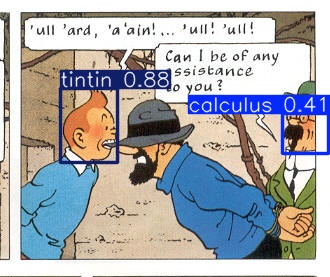 'ull 'ard, 'a'ain!... 'ull! 'ull!
Can I be of any
ssistance
o you?
tintin 0.88
calculus 0.41